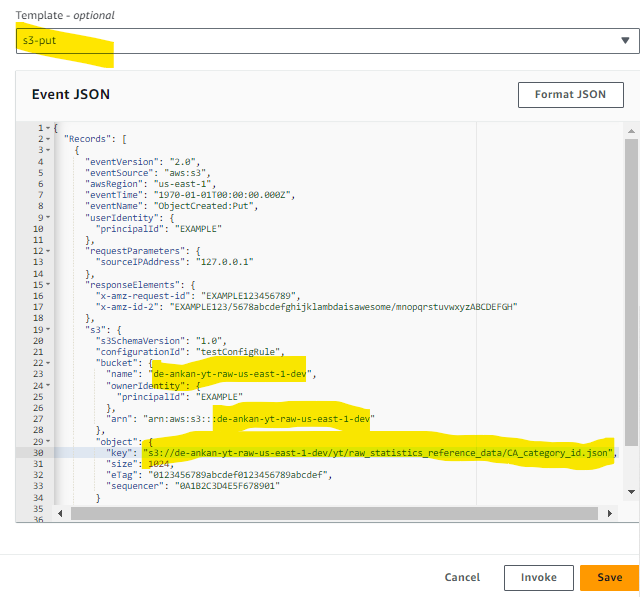 Template - optional
s3-put
Event JSON
Format JSON
1 {
2 "Records": [
3 {
4 "eventVersion": "2.0",
5 "eventSource": "aws:s3",
6 "awsRegion": "us-east-1",
7 "eventTime": "1970-01-01T00:00:00.000Z",
8 "eventName": "ObjectCreated:Put",
9 "userIdentity": {
10 "principalId": "EXAMPLE"
11 },
12 "requestParameters": {
13 "sourceIPAddress": "127.0.0.1"
14 },
15 "responseElements": {
16 "x-amz-request-id": "EXAMPLE123456789",
17 "x-amz-id-2": "EXAMPLE123/5678abcdefghijklambdaisawesome/mnopqrstuvwxyzABCDEFGH"
18 },
19 "s3": {
20 "s3SchemaVersion": "1.0",
21 "configurationId": "testConfigRule",
22 "bucket": {
23 "name": "de-ankan-yt-raw-us-east-1-dev",
24 "ownerIdentity": {
25 "principalId": "EXAMPLE"
26 },
27 "arn": "arn:aws:s3:::de-ankan-yt-raw-us-east-1-dev"
28 },
29 "object": {
30 "key": "s3://de-ankan-yt-raw-us-east-1-dev/yt/raw_statistics_reference_data/CA_category_id.json",
31 "size": 1024,
32 "eTag": "0123456789abcdef0123456789abcdef",
33 "sequencer": "0A1B2C3D4E5F678901"
34 }
35
36
Cancel
Invoke
Save